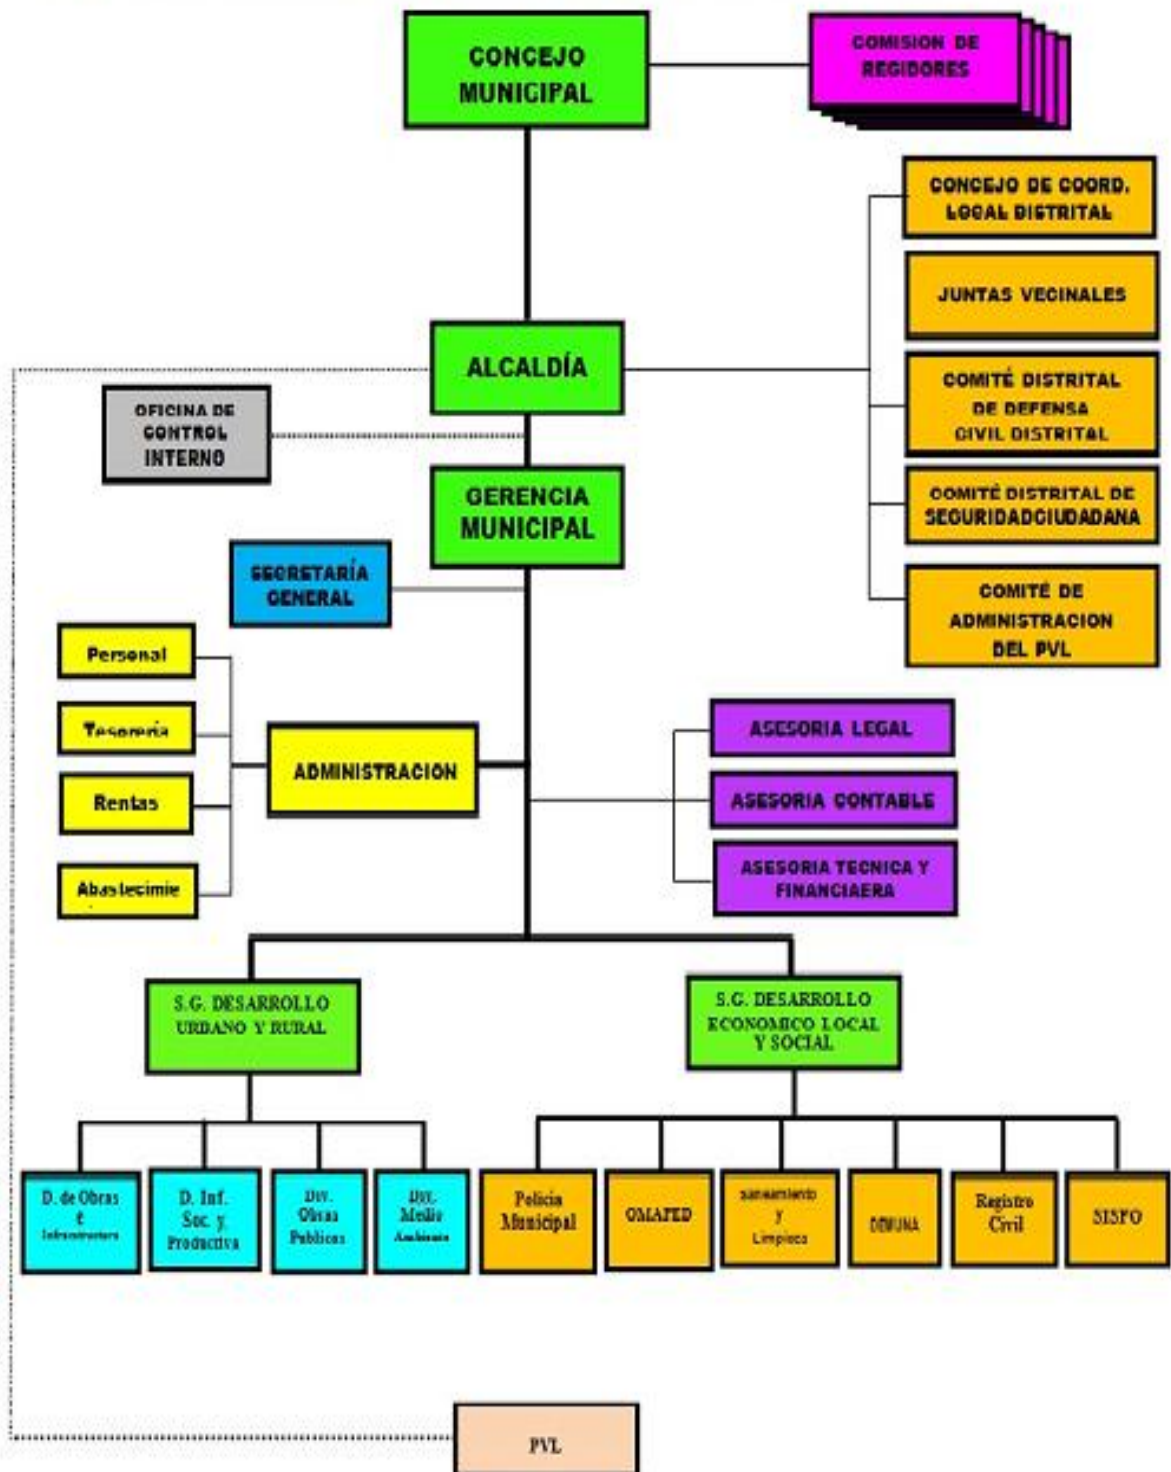 CONCEJO
MUNICIPAL
COMISION DE
REGIDORES
CONCEJO DE COORD.
LOCAL DISTRITAL
JUNTAS VECINALES
ALCALDÍA
COMITÉ DISTRITAL
DE DEFENSA
CIVIL DISTRITAL
OFICINA DE
CONTROL
INTERNO
GERENCIA
MUNICIPAL
COMITÉ DISTRITAL DE
SEGURIDADCIUDADANA
SECRETARÍA
GENERAL
COMITÉ DE
ADMINISTRACION
DEL PVL
Personal
Tesorería
Rentas
Abastecimie
ADMINISTRACION
ASESORIA LEGAL
ASESORIA CONTABLE
ASESORIA TECNICA Y
FINANCIAERA
S.G. DESARROLLO
URBANO Y RURAL
S.G. DESARROLLO
ECONOMICO LOCAL
Y SOCIAL
D. de Obras
e
Infraestructura
D. Inf.
Soc. y.
Productiva
Div.
Obras
Publicas
Div.
Medio
Ambiente
Policia
Municipal
OMAPED
saneamiento
y
Limpieca
DEMUNA
Registro
Civil
SISFO
PVL